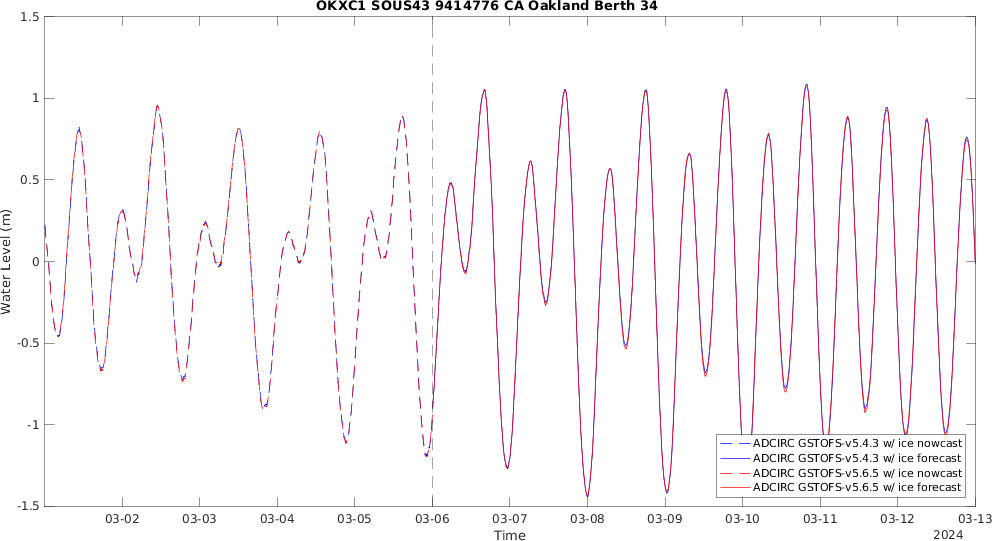 OKXC1 SOUS43 9414776 CA Oakland Berth 34
1.5
1
0.5
0
-0.5
-1
-1.5
Water Level (m)
ADCIRC GSTOFS-v5.4.3 w/ ice nowcast
ADCIRC GSTOFS-v5.4.3 w/ ice forecast
ADCIRC GSTOFS-v5.6.5 w/ ice nowcast
ADCIRC GSTOFS-v5.6.5 w/ ice forecast
03-02 03-03 03-04 03-05 03-06 03-07 03-08 03-09 03-10 03-11 03-12 03-13
Time
2024